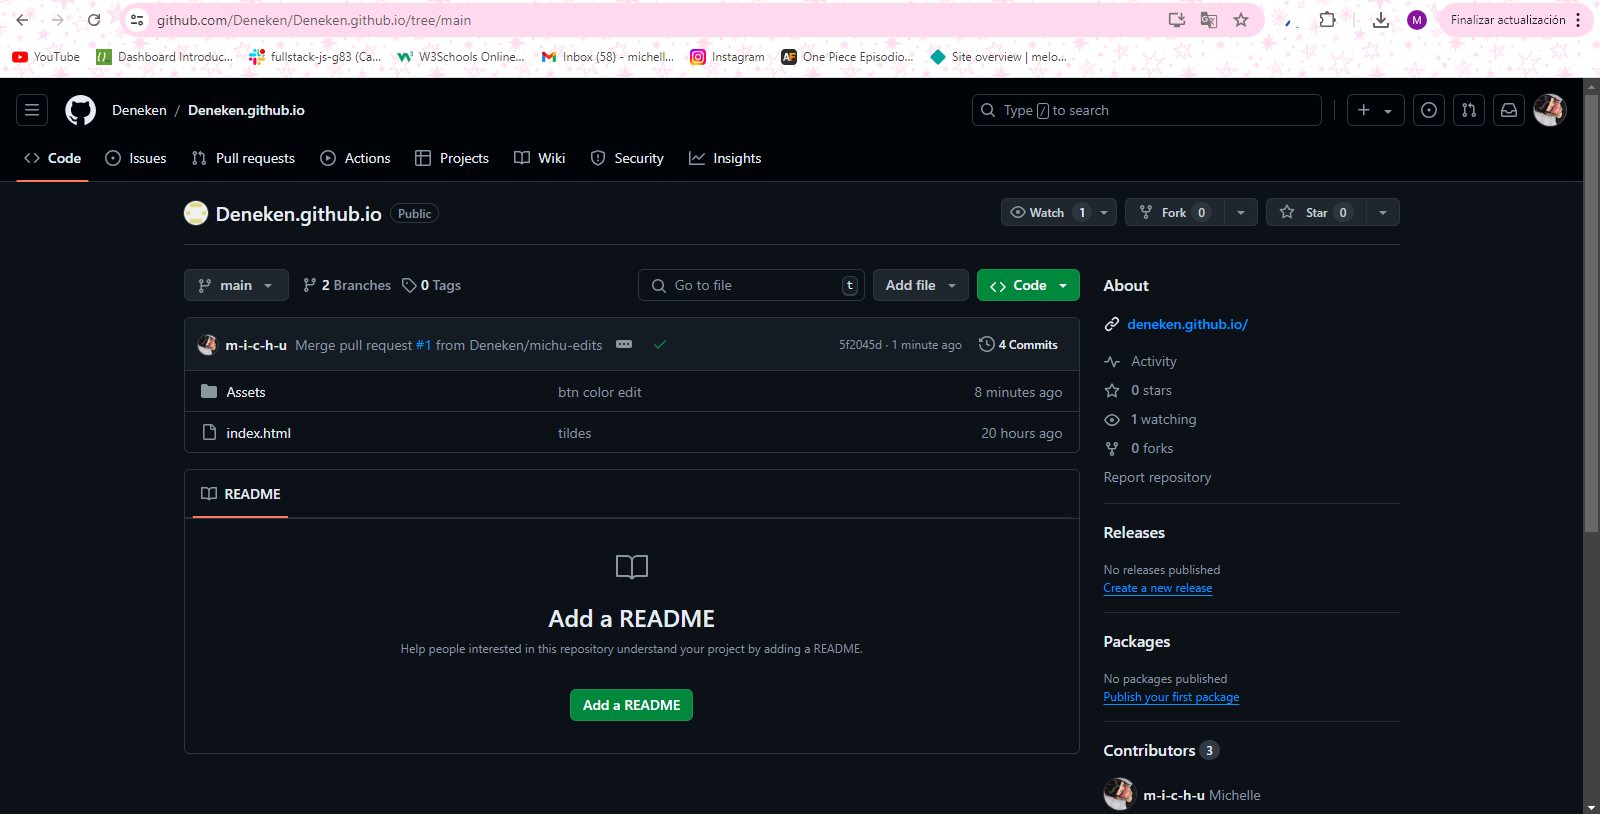 github.com/Deneken/Deneken.github.io/tree/main
M
Finalizar actualización
YouTube
Dashboard Introduc...
fullstack-js-g83 (Ca...
W3Schools Online...
Inbox (58) - michell...
Instagram
AF One Piece Episodio...
Site overview | melo...
Deneken / Deneken.github.io
Type / to search
Code
Issues
Pull requests
Actions
Projects
Wiki
Security
Insights
Deneken.github.io Public
Watch 1
Fork 0
Star 0
main
2 Branches
0 Tags
Go to file t
Add file
Code
m-i-c-h-u Merge pull request #1 from Deneken/michu-edits
5f2045d · 1 minute ago
4 Commits
Assets btn color edit 8 minutes ago
index.html tildes 20 hours ago
README
Add a README
Help people interested in this repository understand your project by adding a README.
Add a README
About
deneken.github.io/
Activity
0 stars
1 watching
0 forks
Report repository
Releases
No releases published
Create a new release
Packages
No packages published
Publish your first package
Contributors 3
m-i-c-h-u Michelle